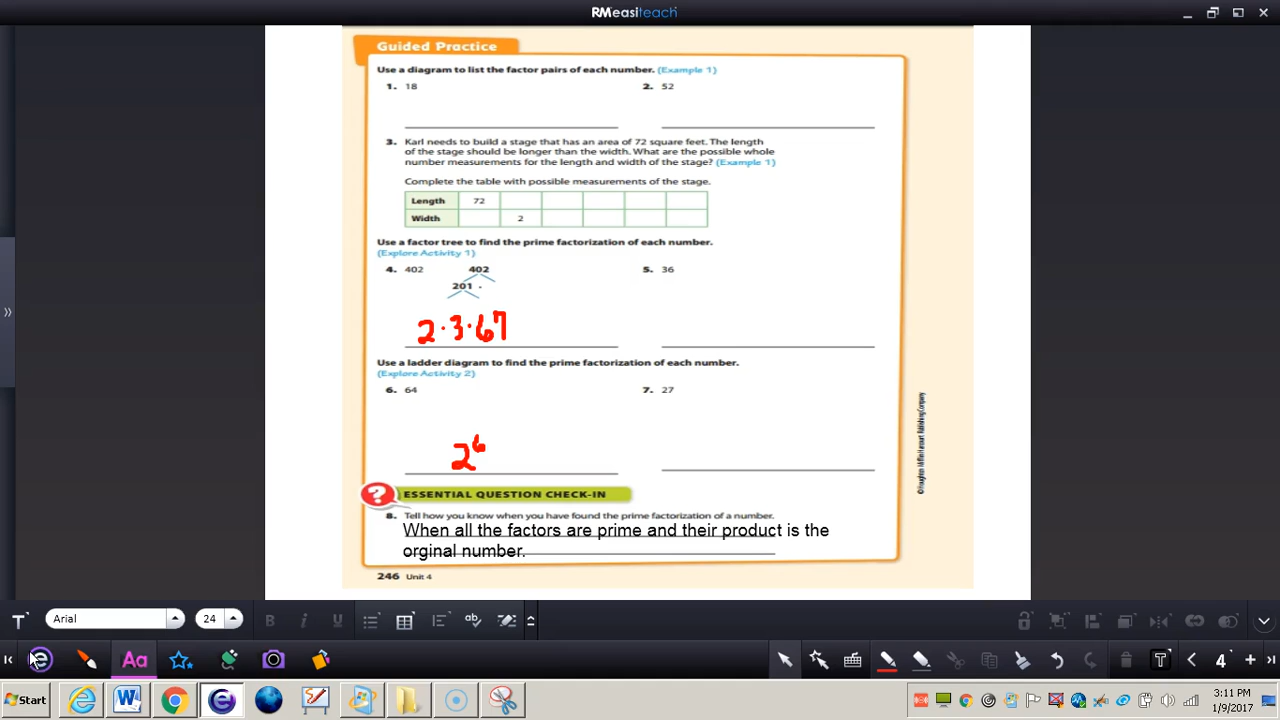 RMeasiteach
Guided Practice
Use a diagram to list the factor pairs of each number. (Example 1)
1. 18
2. 52
3. Karl needs to build a stage that has an area of 72 square feet. The length
of the stage should be longer than the width. What are the possible whole
number measurements for the length and width of the stage? (Example 1)
Complete the table with possible measurements of the stage.
Length 72
Width 2
Use a factor tree to find the prime factorization of each number.
(Explore Activity 1)
4. 402 402
5. 36
201 ·
2 · 3 · 67
Use a ladder diagram to find the prime factorization of each number.
(Explore Activity 2)
6. 64
7. 27
2⁶
© Houghton Mifflin Harcourt Publishing Company
? ESSENTIAL QUESTION CHECK-IN
8. Tell how you know when you have found the prime factorization of a number.
When all the factors are prime and their product is the
orginal number.
246 Unit 4
T Arial 24 B i U ab
Aa 4 T
Start W 3:11 PM
1/9/2017